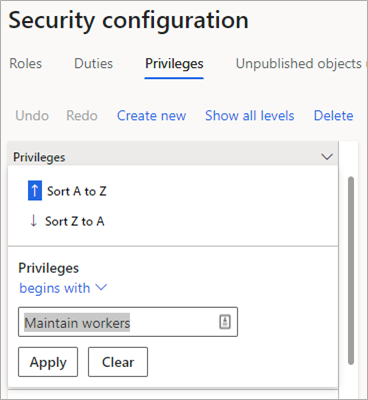 Security configuration
Roles Duties Privileges Unpublished objects
Undo Redo Create new Show all levels Delete
Privileges
Sort A to Z
Sort Z to A
Privileges
begins with
Maintain workers
Apply Clear